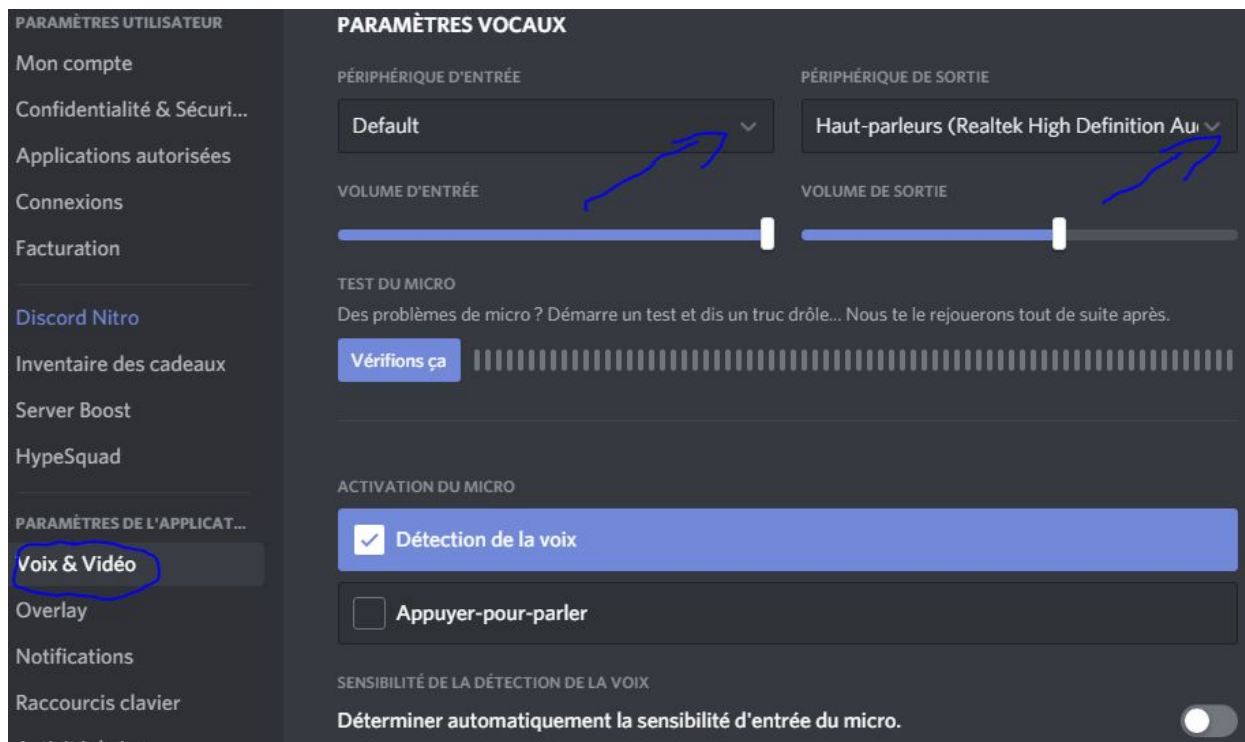 PARAMÈTRES UTILISATEUR
Mon compte
Confidentialité & Sécuri...
Applications autorisées
Connexions
Facturation
Discord Nitro
Inventaire des cadeaux
Server Boost
HypeSquad
PARAMÈTRES DE L'APPLICAT...
Voix & Vidéo
Overlay
Notifications
Raccourcis clavier
PARAMÈTRES VOCAUX
PÉRIPHÉRIQUE D'ENTRÉE
Default
PÉRIPHÉRIQUE DE SORTIE
Haut-parleurs (Realtek High Definition Au
VOLUME D'ENTRÉE
VOLUME DE SORTIE
TEST DU MICRO
Des problèmes de micro ? Démarre un test et dis un truc drôle... Nous te le rejouerons tout de suite après.
Vérifions ça
ACTIVATION DU MICRO
Détection de la voix
Appuyer-pour-parler
SENSIBILITÉ DE LA DÉTECTION DE LA VOIX
Déterminer automatiquement la sensibilité d'entrée du micro.